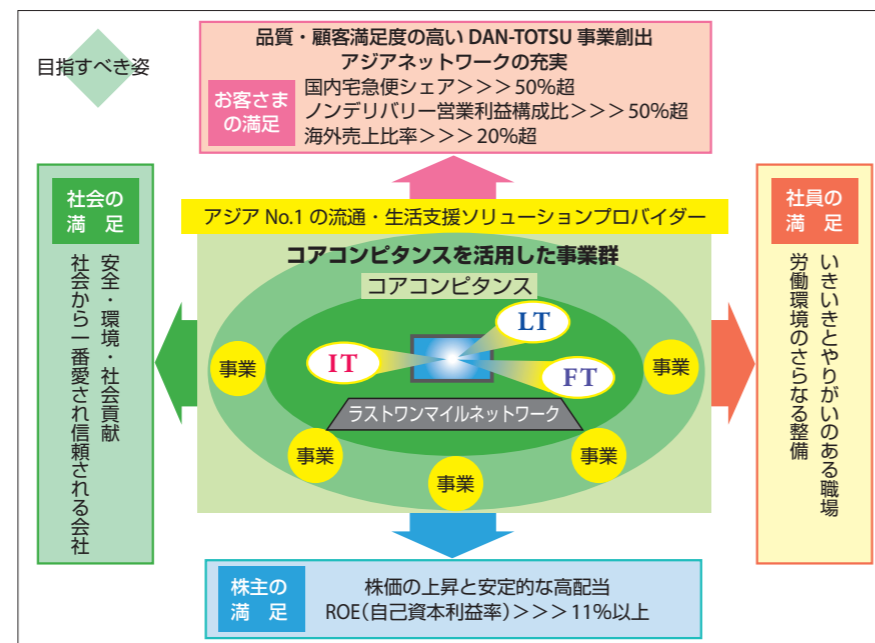 目指すべき姿
品質・顧客満足度の高い DAN-TOTSU 事業創出
アジアネットワークの充実
お客さま
の満足
国内宅急便シェア>>>50%超
ノンデリバリー営業利益構成比>>>50%超
海外売上比率>>>20%超
社会の
満　足
安全・環境・社会貢献
社会から一番愛され信頼される会社
アジア No.1 の流通・生活支援ソリューションプロバイダー
コアコンピタンスを活用した事業群
コアコンピタンス
LT
IT
FT
ラストワンマイルネットワーク
事業
事業
事業
事業
事業
社員の
満　足
いきいきとやりがいのある職場
労働環境のさらなる整備
株主の
満　足
株価の上昇と安定的な高配当
ROE(自己資本利益率)>>>11%以上